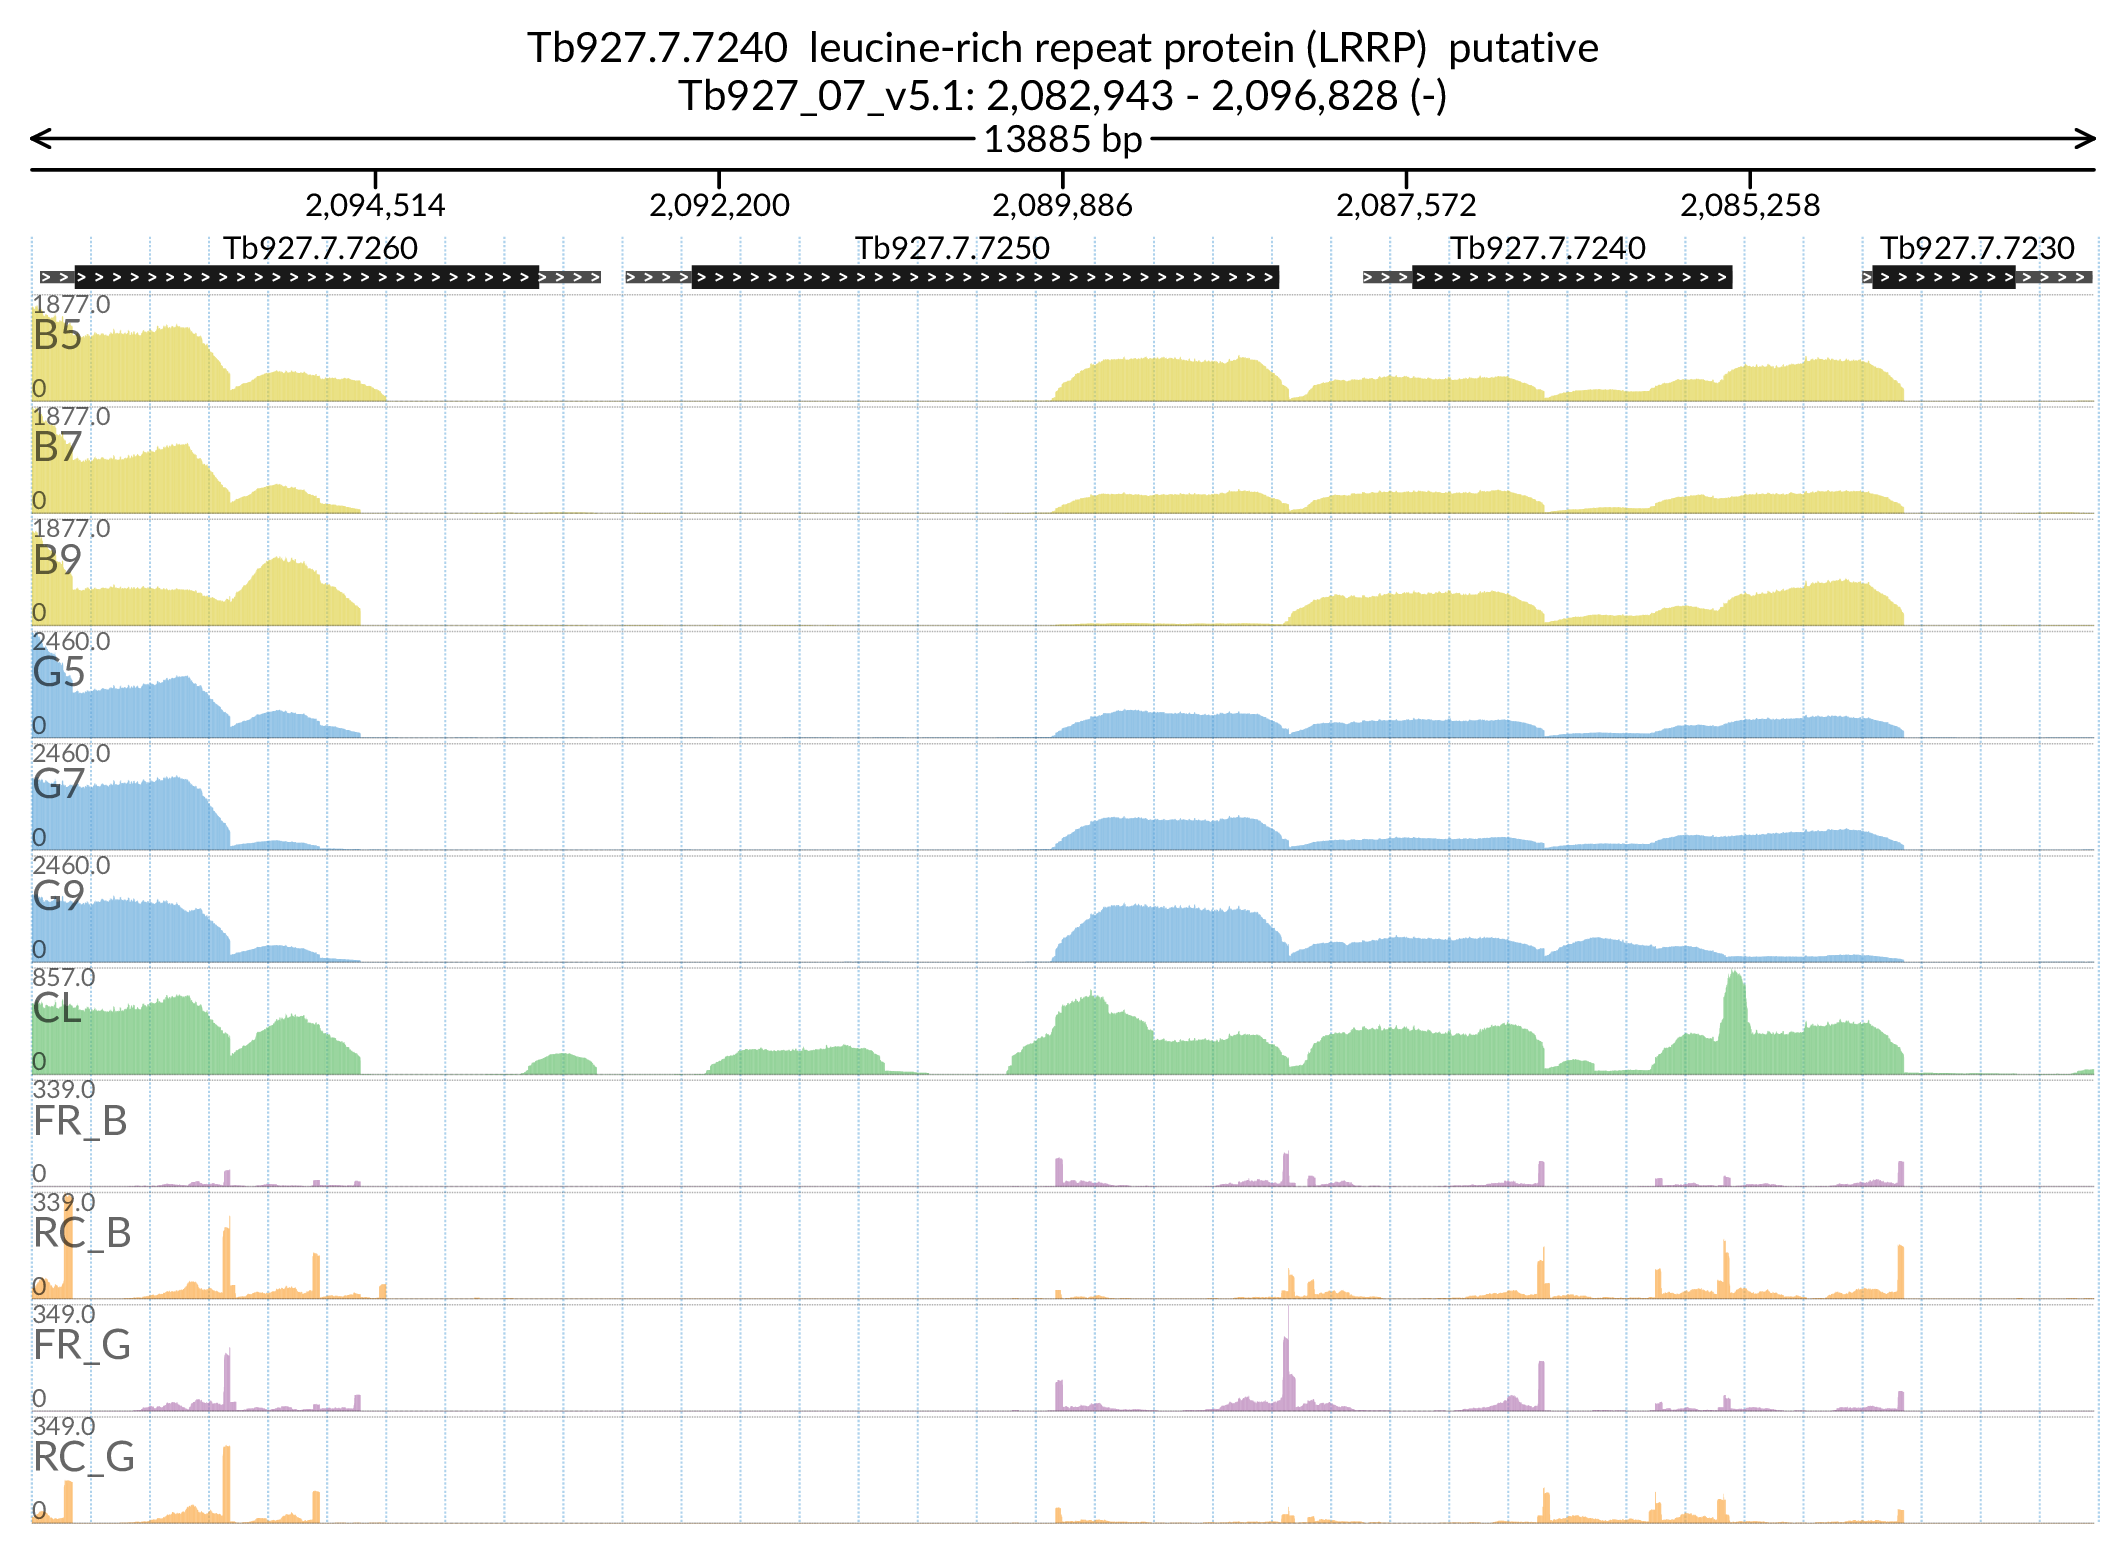 Tb927.7.7240 leucine-rich repeat protein (LRRP) putative
Tb927_07_v5.1: 2,082,943 - 2,096,828 (-)
13885 bp
2,094,514 2,092,200 2,089,886 2,087,572 2,085,258
Tb927.7.7260 Tb927.7.7250 Tb927.7.7240 Tb927.7.7230
1877.0
B5
0
1877.0
B7
0
1877.0
B9
0
2460.0
G5
0
2460.0
G7
0
2460.0
G9
0
857.0
CL
0
339.0
FR_B
0
339.0
RC_B
0
349.0
FR_G
0
349.0
RC_G
0